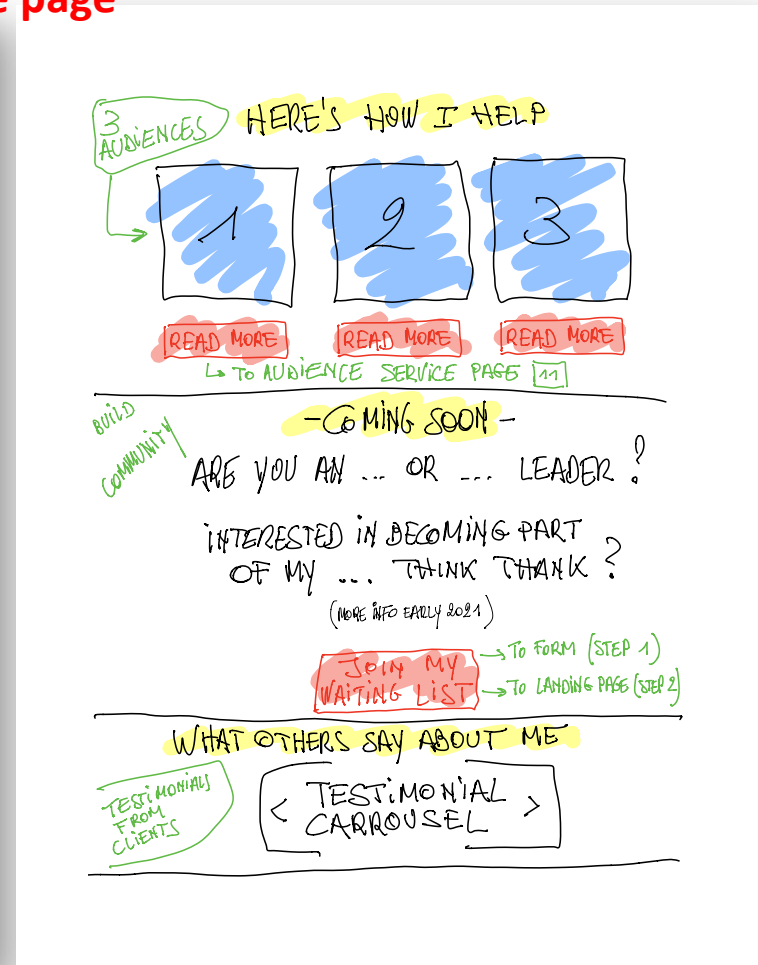 page
3
AUDIENCES
HERE'S HOW I HELP
1 2 3
READ MORE READ MORE READ MORE
TO AUDIENCE SERVICE PAGE 11
BUILD
COMMUNITY
- COMING SOON -
ARE YOU AN ... OR ... LEADER?
INTERESTED IN BECOMING PART
OF MY ... THINK THANK?
(MORE INFO EARLY 2021)
JOIN MY
WAITING LIST
TO FORM (STEP 1)
TO LANDING PAGE (STEP 2)
WHAT OTHERS SAY ABOUT ME
TESTIMONIALS
FROM
CLIENTS
< TESTIMONIAL >
CARROUSEL